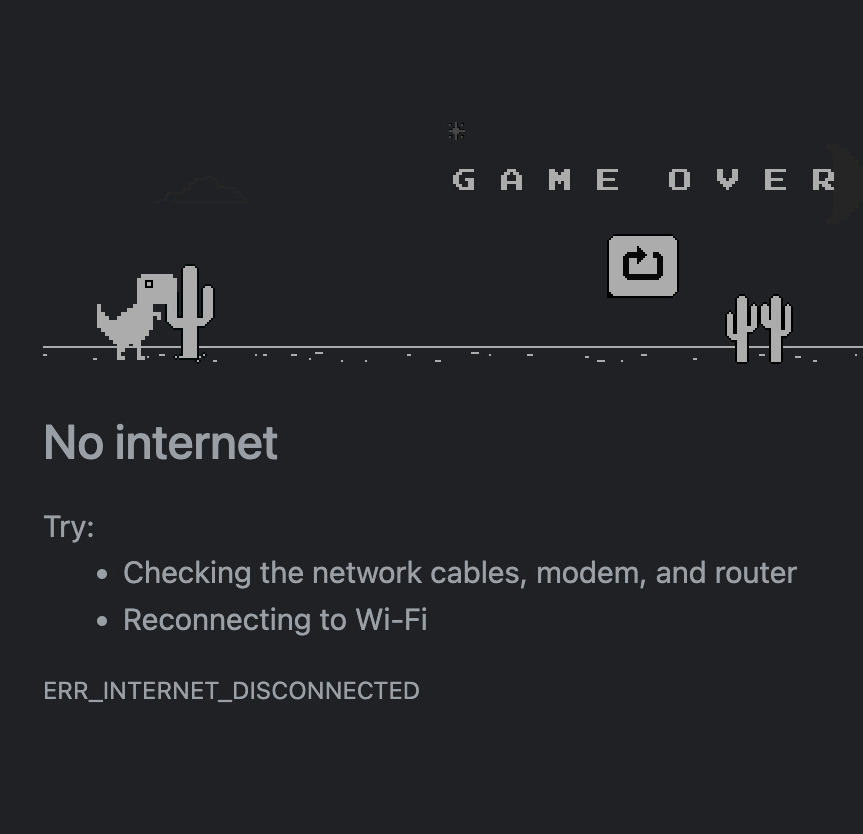 GAME OVER
No internet
Try:
Checking the network cables, modem, and router
Reconnecting to Wi-Fi
ERR_INTERNET_DISCONNECTED